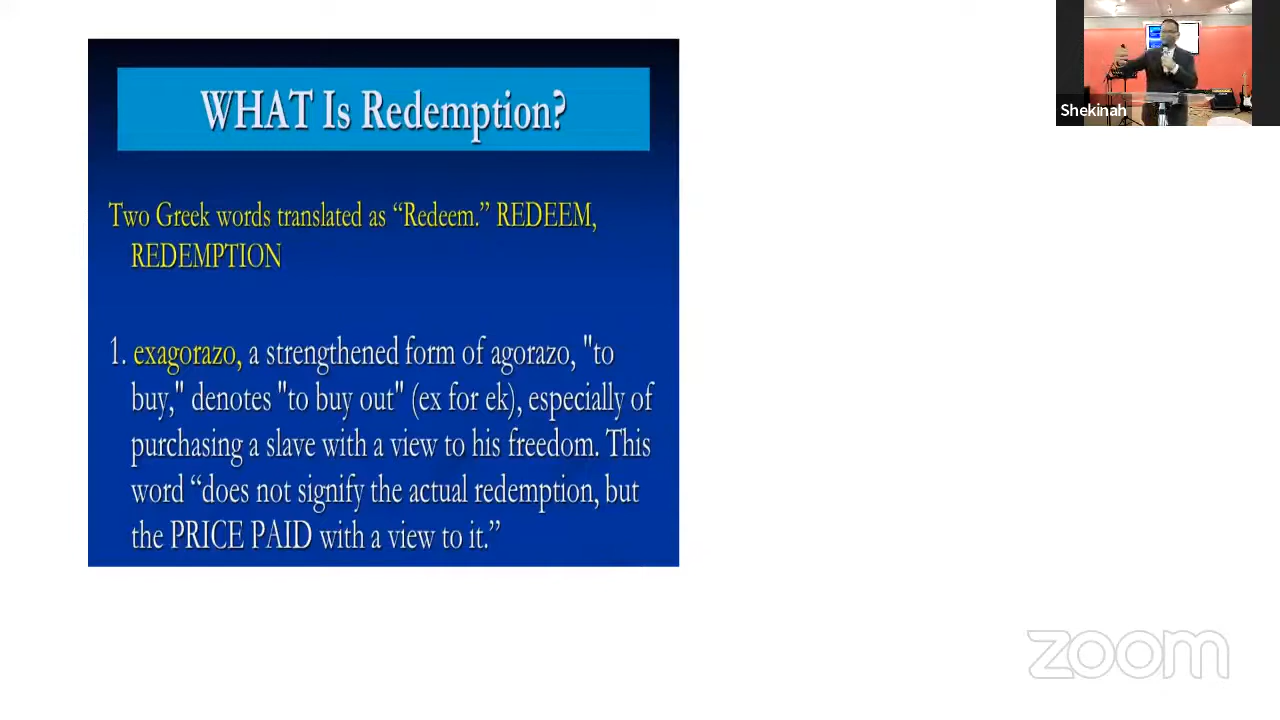 WHAT Is Redemption?
Two Greek words translated as “Redeem.” REDEEM,
REDEMPTION
1. exagorazo, a strengthened form of agorazo, "to
buy," denotes "to buy out" (ex for ek), especially of
purchasing a slave with a view to his freedom. This
word “does not signify the actual redemption, but
the PRICE PAID with a view to it.”
Shekinah
zoom